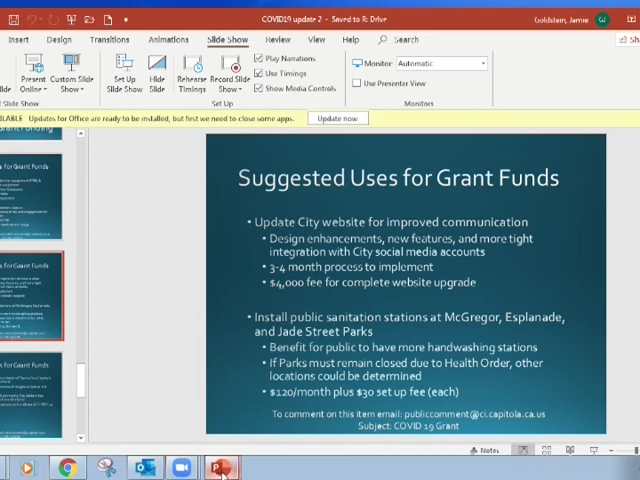 COVID19 update 2 - Saved to R: Drive
Goldstein, Jamie
Insert Design Transitions Animations Slide Show Review View Help Search
Present Online
Custom Slide Show
Set Up Slide Show
Hide Slide
Rehearse Timings
Record Slide Show
Play Narrations
Use Timings
Show Media Controls
Monitor: Automatic
Use Presenter View
Slide Show
Set Up
Monitors
Updates for Office are ready to be installed, but first we need to close some apps.
Update now
Suggested Uses for Grant Funds
• Update City website for improved communication
• Design enhancements, new features, and more tight
integration with City social media accounts
• 3-4 month process to implement
• $4,000 fee for complete website upgrade
• Install public sanitation stations at McGregor, Esplanade,
and Jade Street Parks
• Benefit for public to have more handwashing stations
• If Parks must remain closed due to Health Order, other
locations could be determined
• $120/month plus $30 set up fee (each)
To comment on this item email: publiccomment@ci.capitola.ca.us
Subject: COVID 19 Grant
Notes